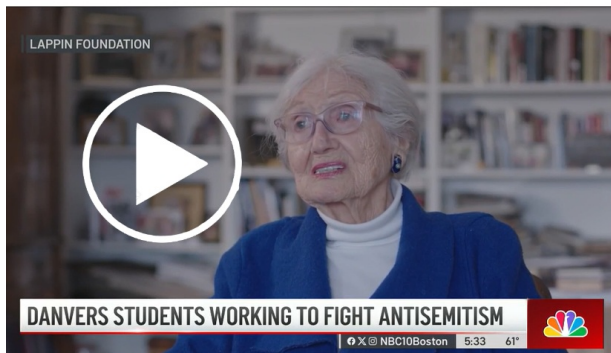 LAPPIN FOUNDATION
DANVERS STUDENTS WORKING TO FIGHT ANTISEMITISM
NBC10Boston 5:33 61°